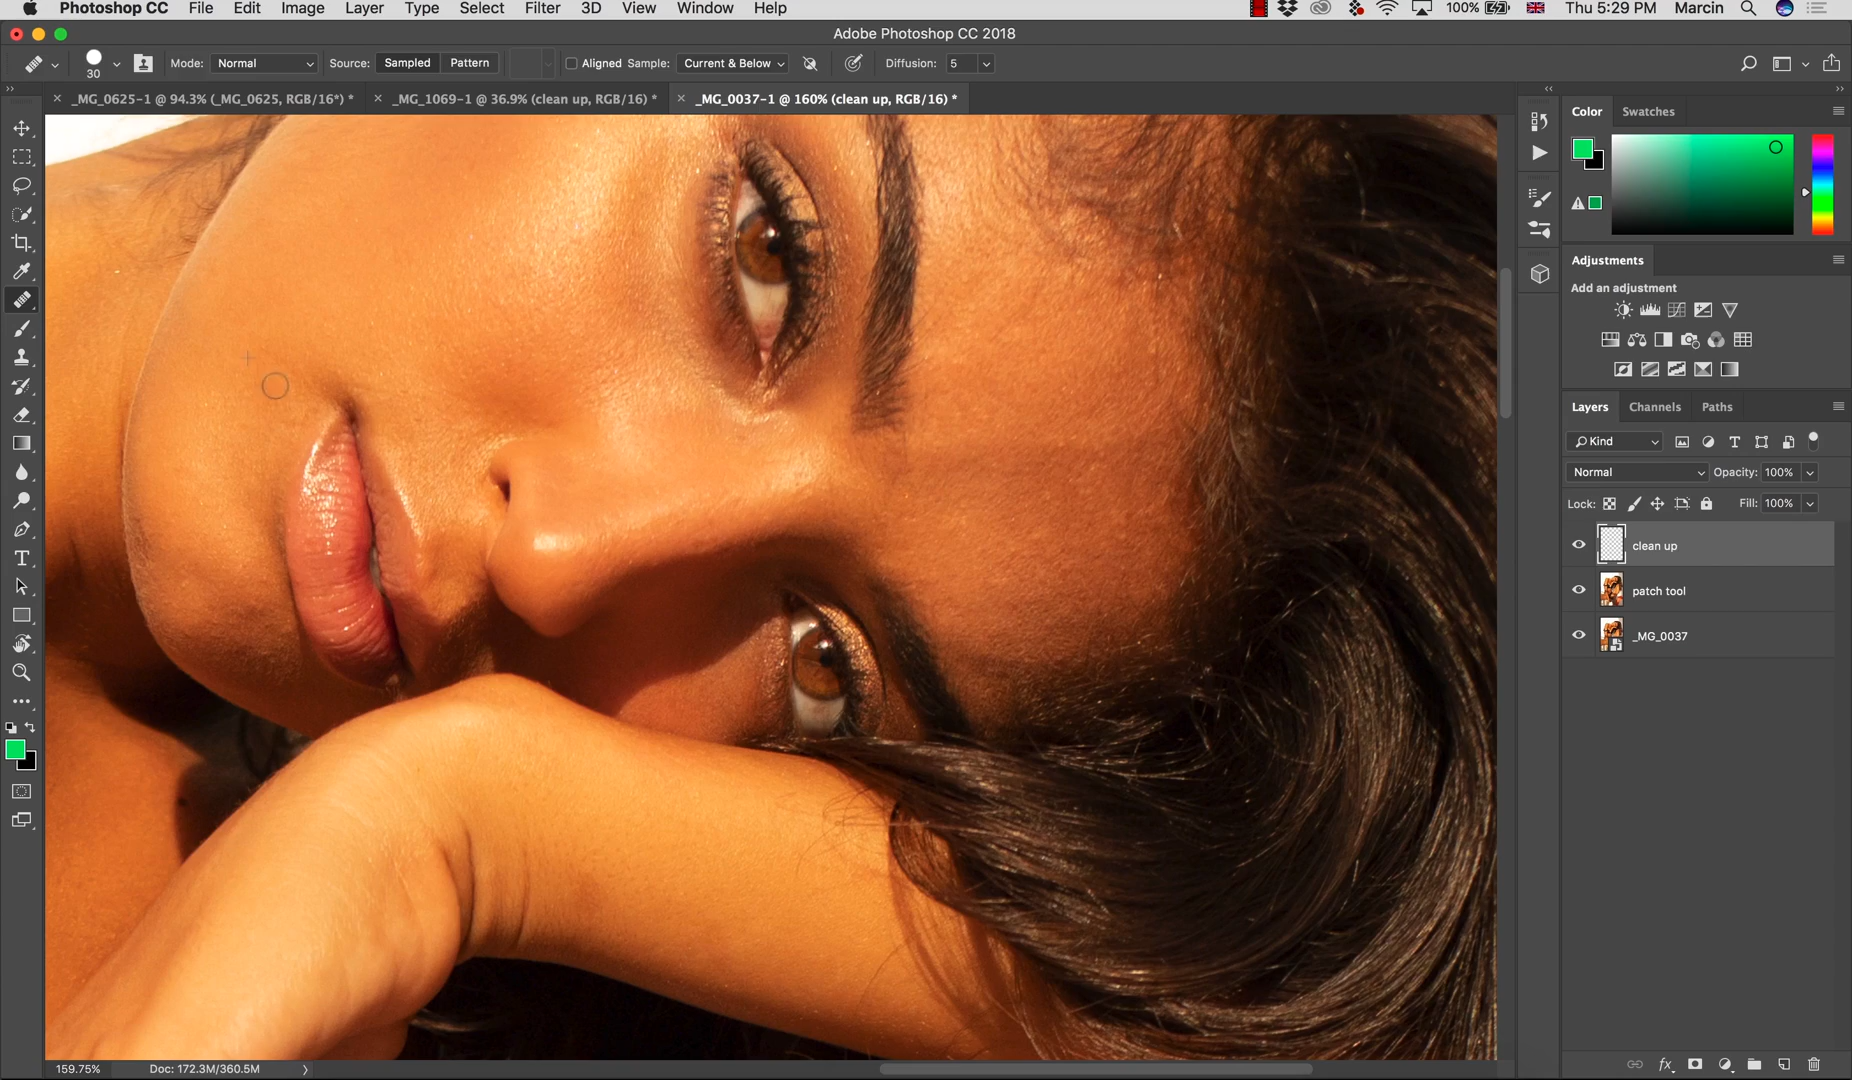 Photoshop CC File Edit Image Layer Type Select Filter 3D View Window Help 100% Thu 5:29 PM Marcin
Adobe Photoshop CC 2018
30 Mode: Normal Source: Sampled Pattern Aligned Sample: Current & Below Diffusion: 5
_MG_0625-1 @ 94.3% (_MG_0625, RGB/16*) * _MG_1069-1 @ 36.9% (clean up, RGB/16) * _MG_0037-1 @ 160% (clean up, RGB/16) *
Color Swatches
Adjustments
Add an adjustment
Layers Channels Paths
Kind
Normal Opacity: 100%
Lock: Fill: 100%
clean up
patch tool
_MG_0037
159.75% Doc: 172.3M/360.5M